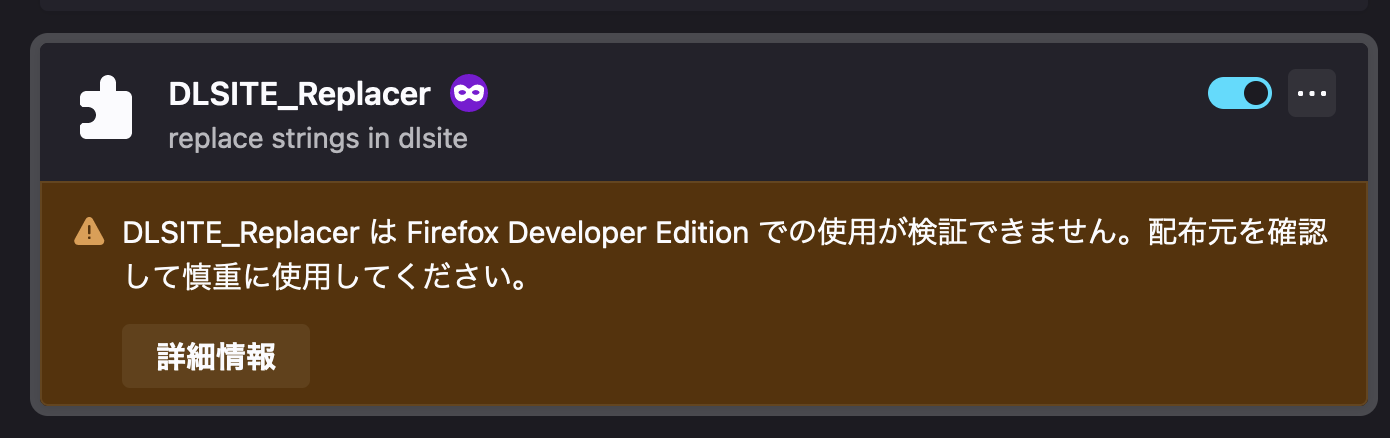 DLSITE_Replacer
replace strings in dlsite
DLSITE_Replacer は Firefox Developer Edition での使用が検証できません。配布元を確認
して慎重に使用してください。
詳細情報